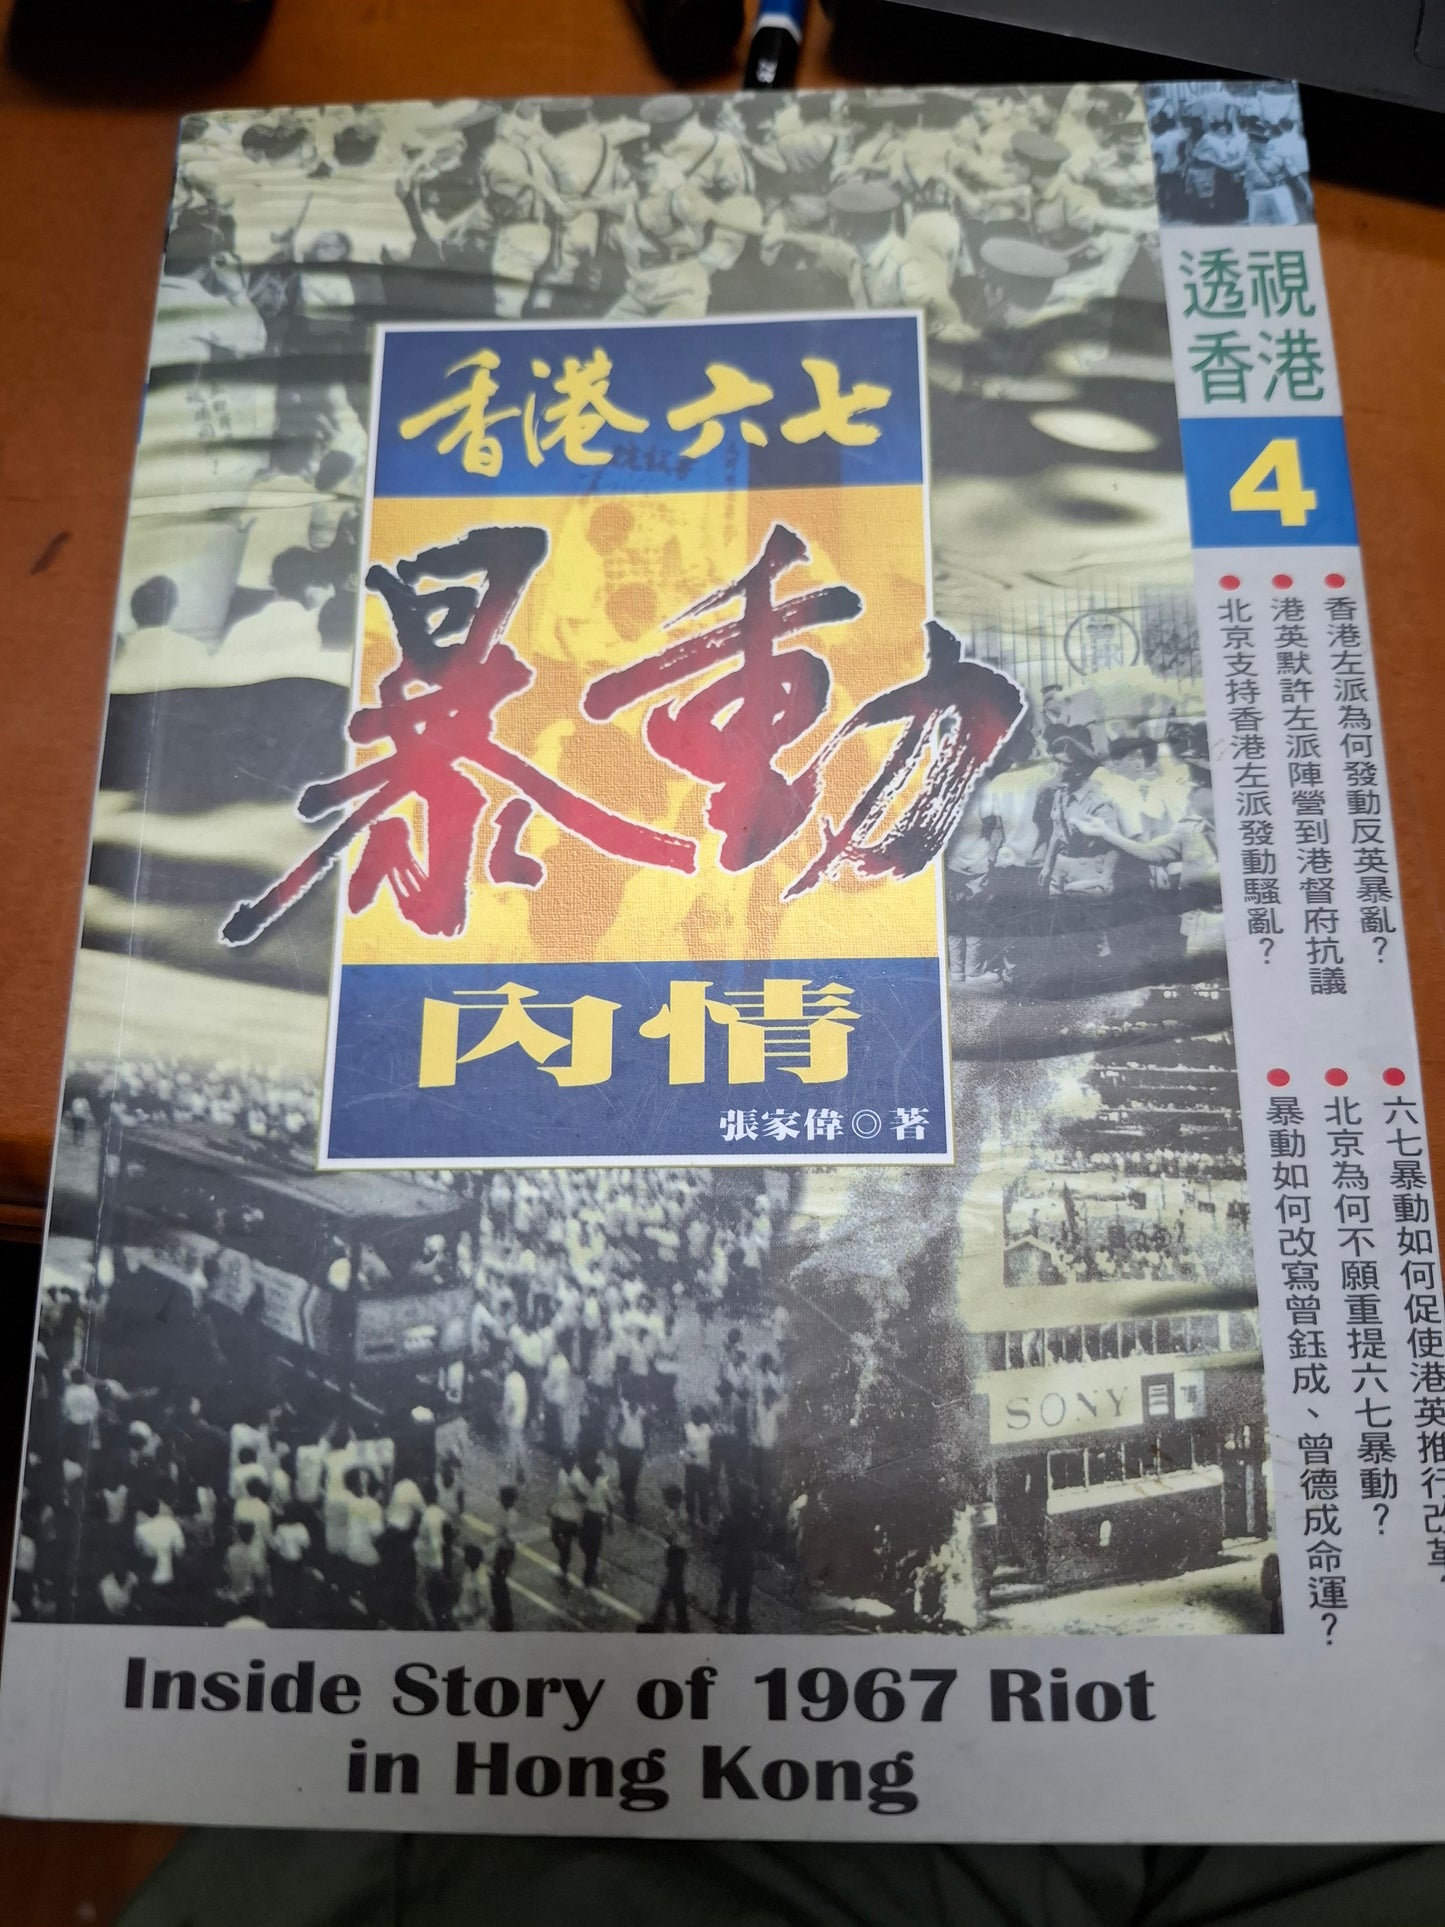 香港六七
暴動
內情
張家偉◎著
透視
香港
4
香港左派為何發動反英暴亂？
港英默許左派陣營到港督府抗議
北京支持香港左派發動騷亂？
六七暴動如何促使港英推行改革
北京為何不願重提六七暴動？
暴動如何改寫曾鈺成、曾德成命運？
SONY
Inside Story of 1967 Riot
in Hong Kong
2B